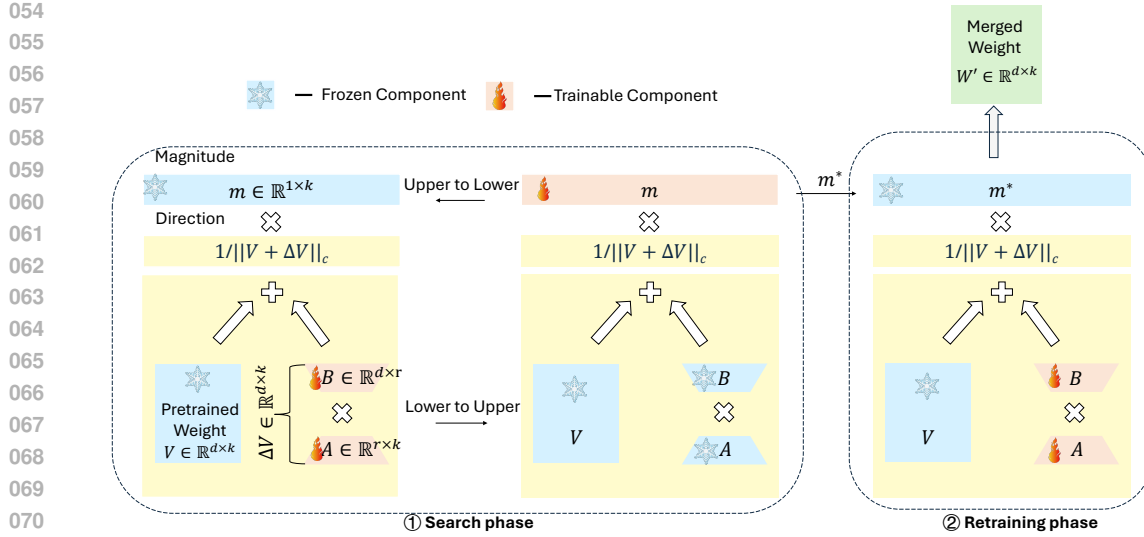 054
055
056
057
058
059
060
061
062
063
064
065
066
067
068
069
070
Merged
Weight
W′ ∈ ℝ^{d×k}
— Frozen Component
—Trainable Component
Magnitude
m ∈ ℝ^{1×k}
Upper to Lower
m
m*
m*
Direction
1/||V + ΔV||_c
1/||V + ΔV||_c
1/||V + ΔV||_c
Pretrained
Weight
V ∈ ℝ^{d×k}
ΔV ∈ ℝ^{d×k}
B ∈ ℝ^{d×r}
A ∈ ℝ^{r×k}
Lower to Upper
V
B
A
V
B
A
① Search phase
② Retraining phase